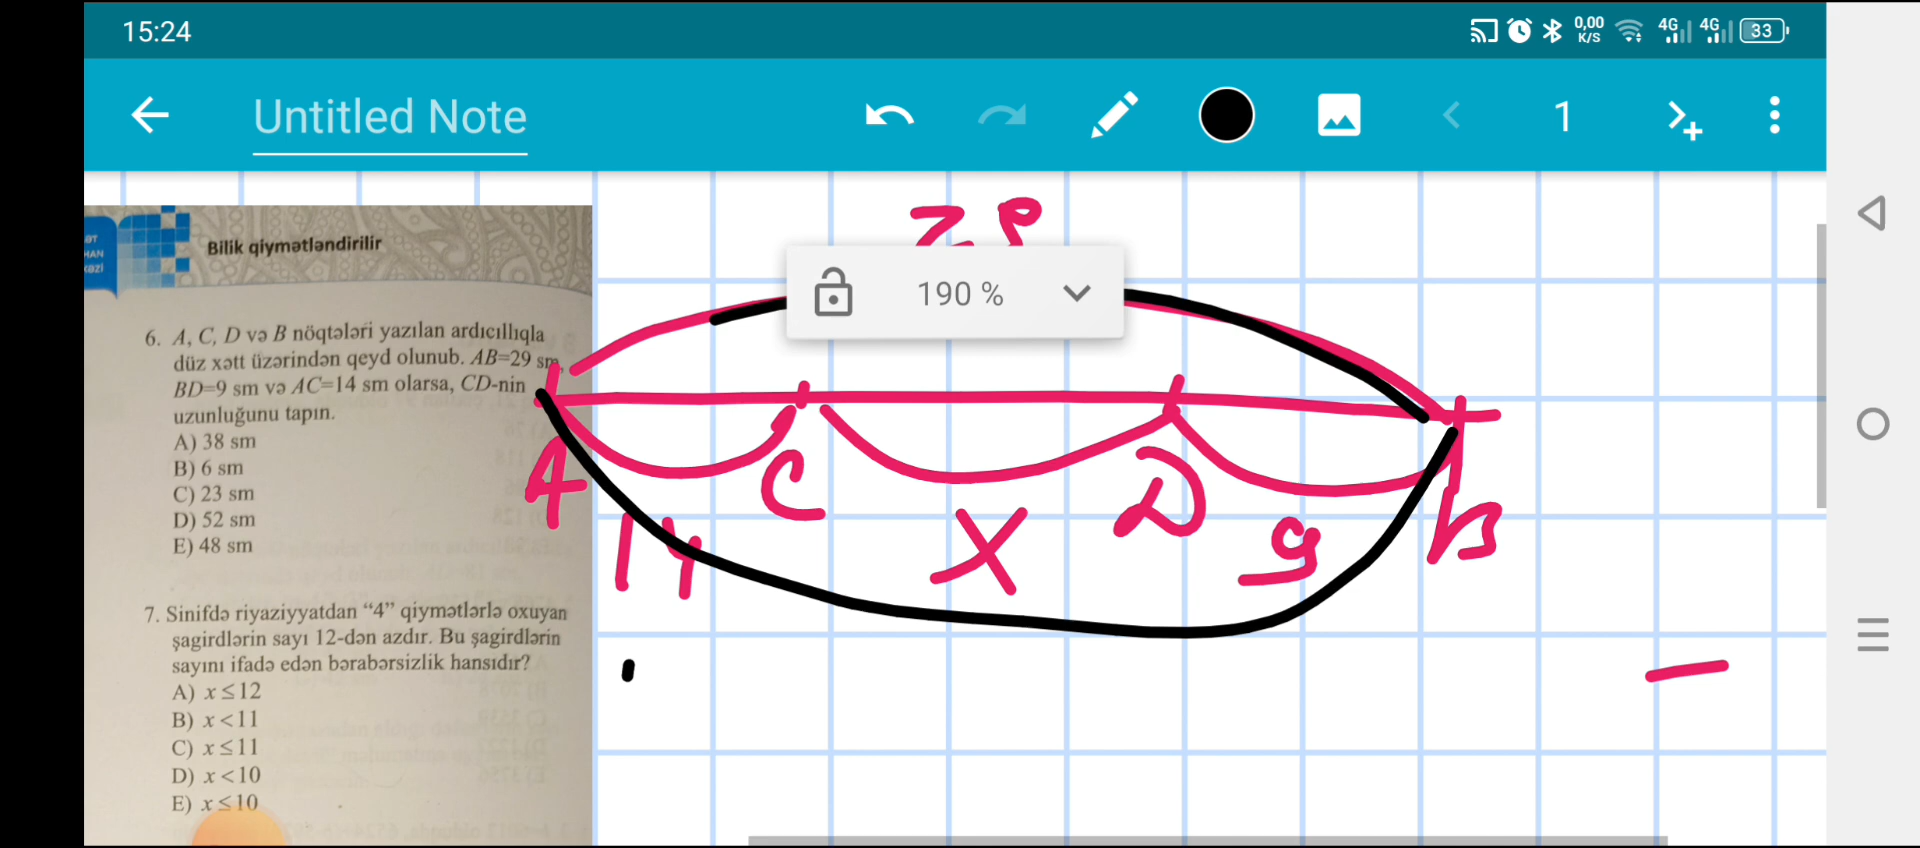 15:24
0,00
K/S
4G
4G
33
Untitled Note
1
Bilik qiymətləndirilir
29
190 %
6. A, C, D və B nöqtələri yazılan ardıcıllıqla
düz xətt üzərindən qeyd olunub. AB=29 sm,
BD=9 sm və AC=14 sm olarsa, CD-nin
uzunluğunu tapın.
A) 38 sm
B) 6 sm
C) 23 sm
D) 52 sm
E) 48 sm
A
C
D
B
14
X
9
7. Sinifdə riyaziyyatdan “4” qiymətlərlə oxuyan
şagirdlərin sayı 12-dən azdır. Bu şagirdlərin
sayını ifadə edən bərabərsizlik hansıdır?
A) x≤12
B) x<11
C) x≤11
D) x<10
E) x≤10